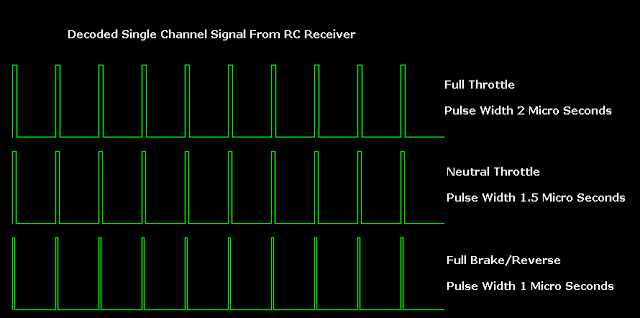 Decoded Single Channel Signal From RC Receiver
Full Throttle
Pulse Width 2 Micro Seconds
Neutral Throttle
Pulse Width 1.5 Micro Seconds
Full Brake/Reverse
Pulse Width 1 Micro Seconds